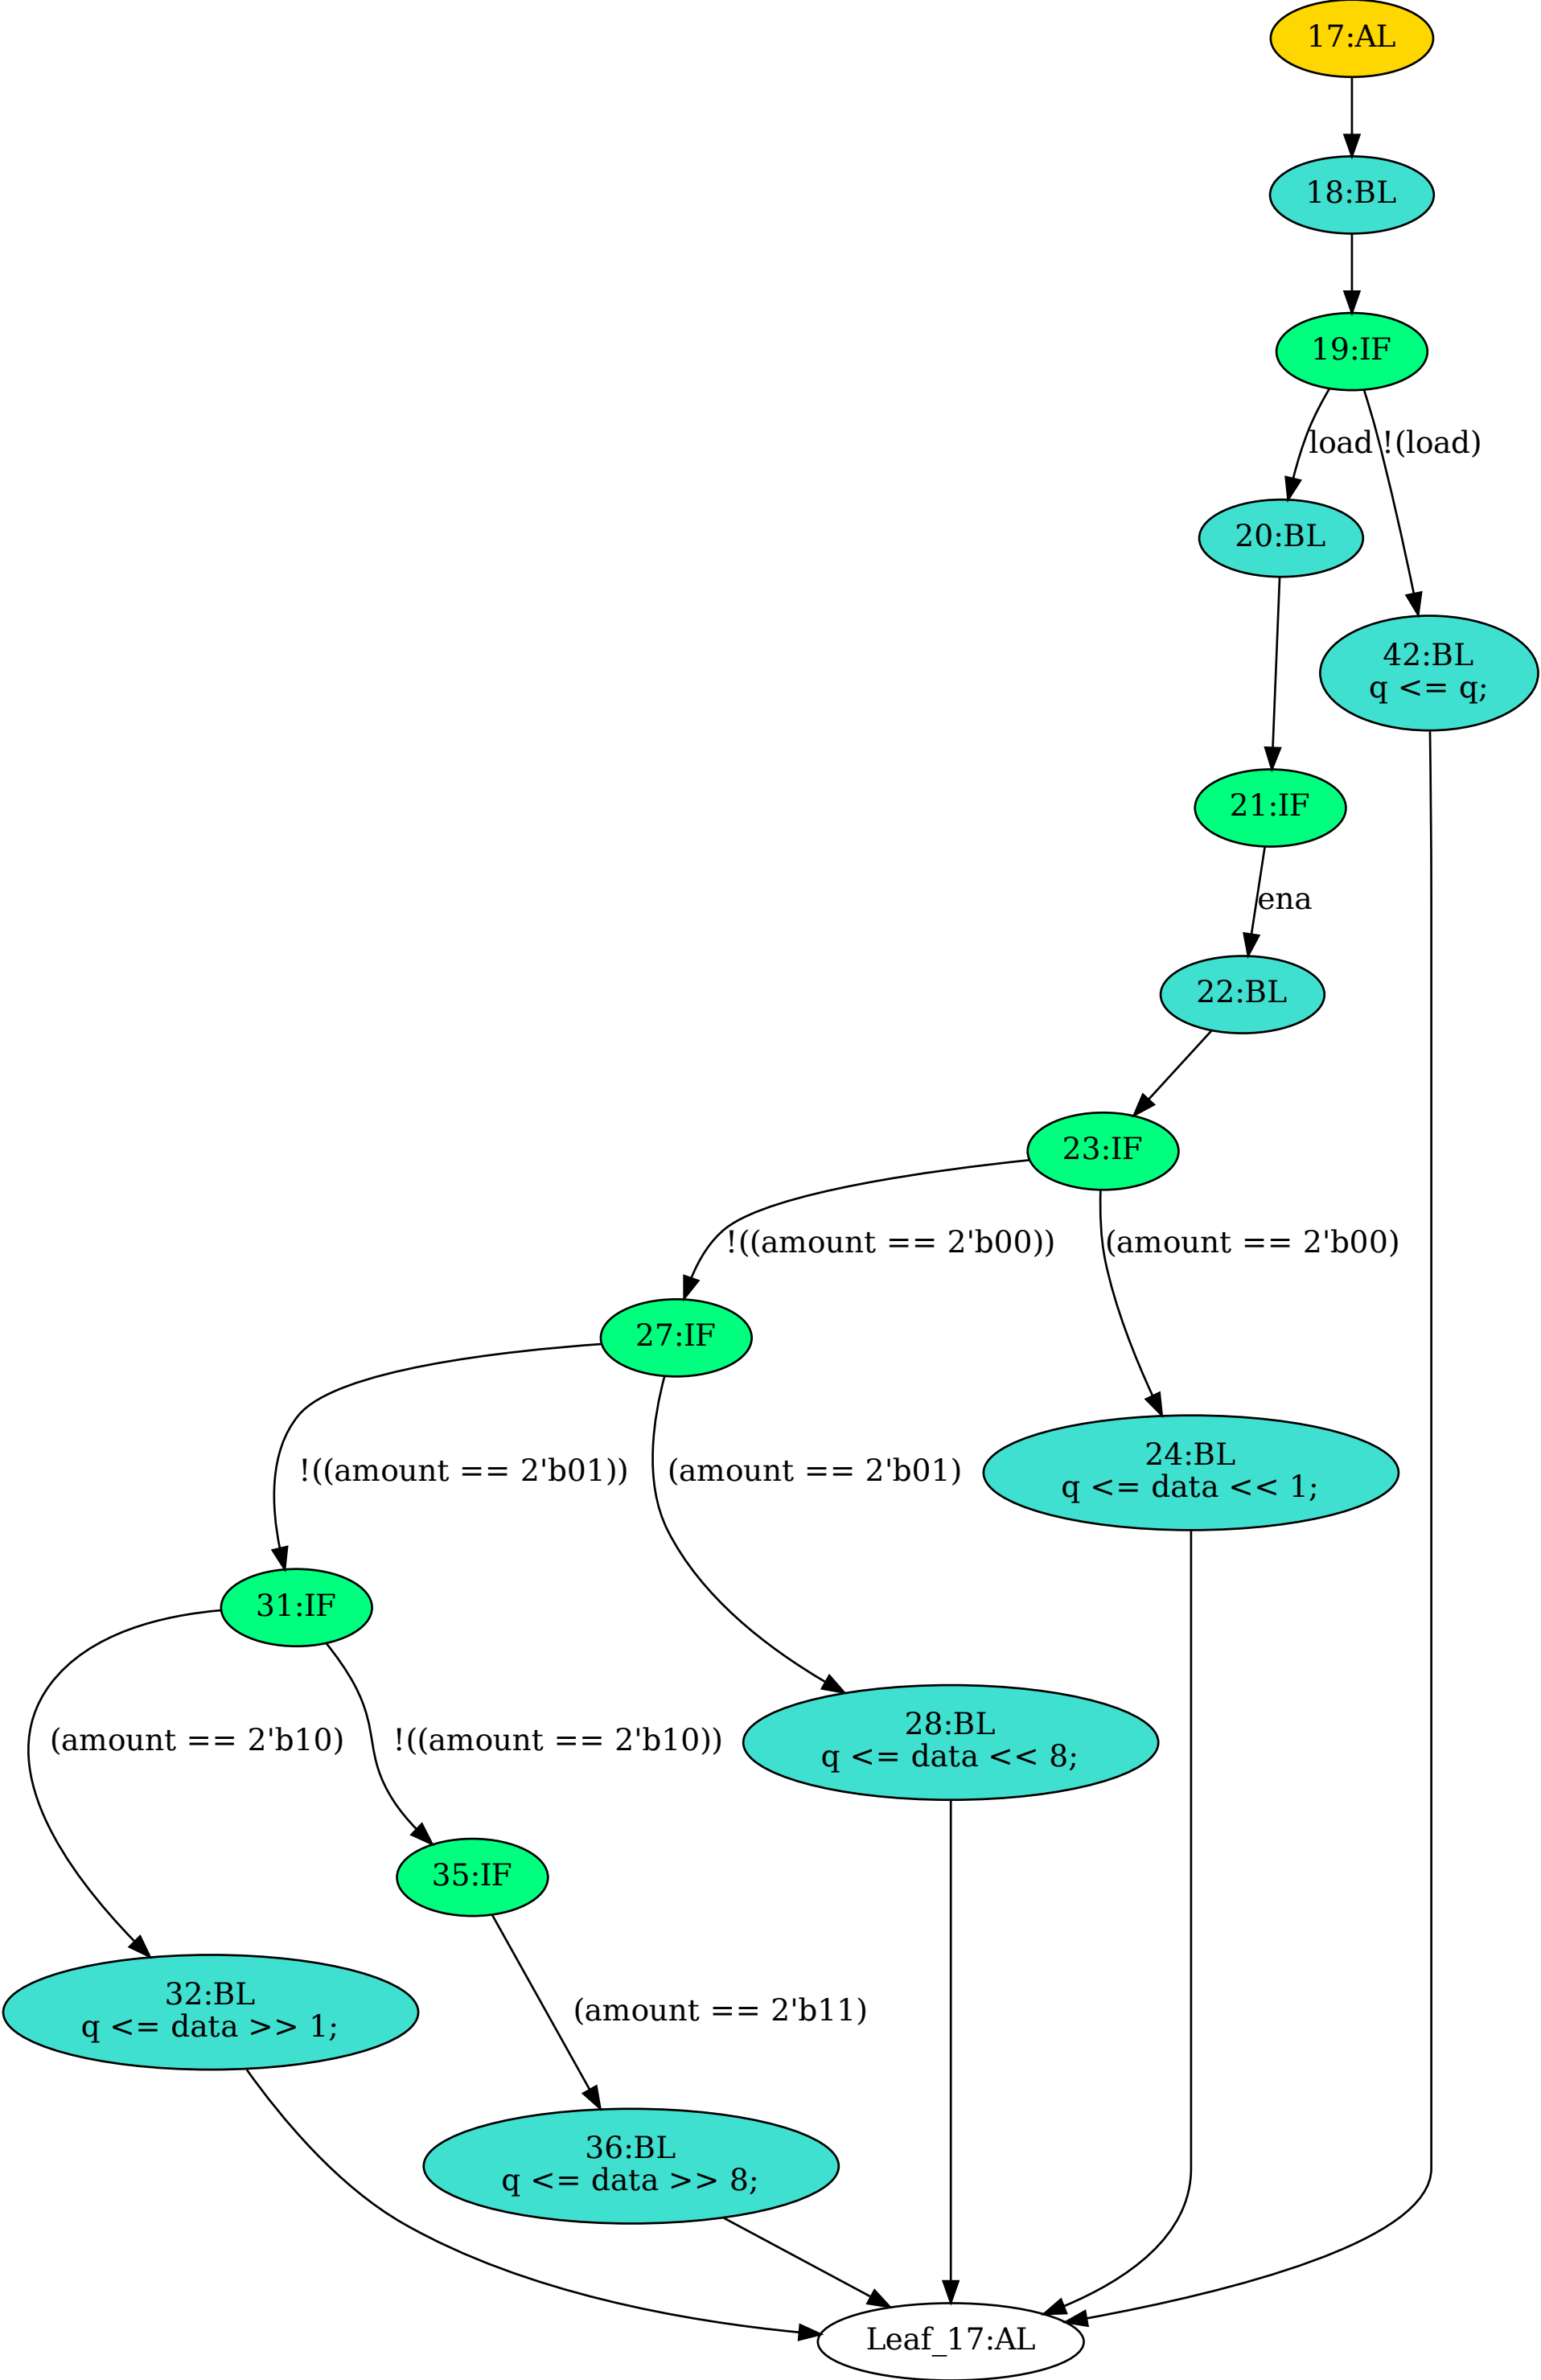 17:AL
18:BL
19:IF
load
!(load)
20:BL
42:BL
q <= q;
21:IF
ena
22:BL
23:IF
!((amount == 2'b00))
(amount == 2'b00)
27:IF
24:BL
q <= data << 1;
!((amount == 2'b01))
(amount == 2'b01)
31:IF
28:BL
q <= data << 8;
(amount == 2'b10)
!((amount == 2'b10))
35:IF
32:BL
q <= data >> 1;
(amount == 2'b11)
36:BL
q <= data >> 8;
Leaf_17:AL